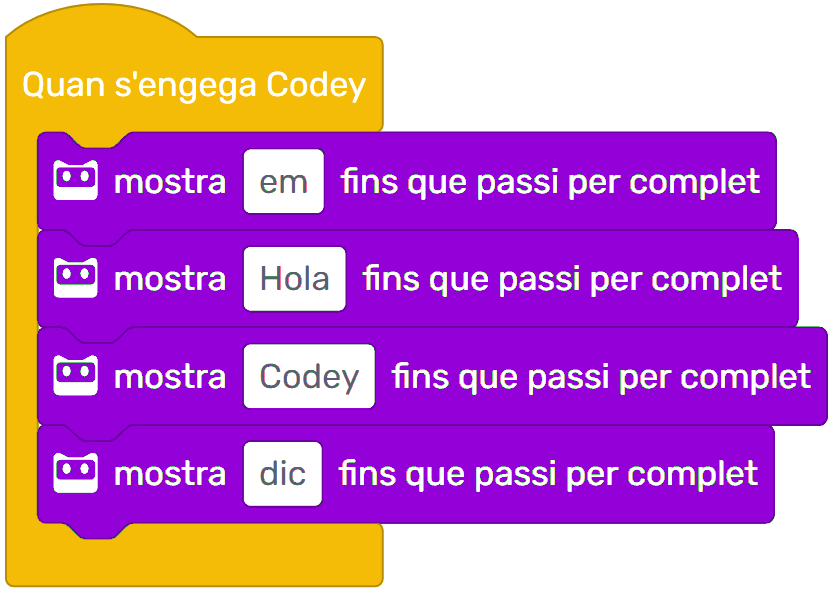 Quan s'engega Codey
mostra em fins que passi per complet
mostra Hola fins que passi per complet
mostra Codey fins que passi per complet
mostra dic fins que passi per complet